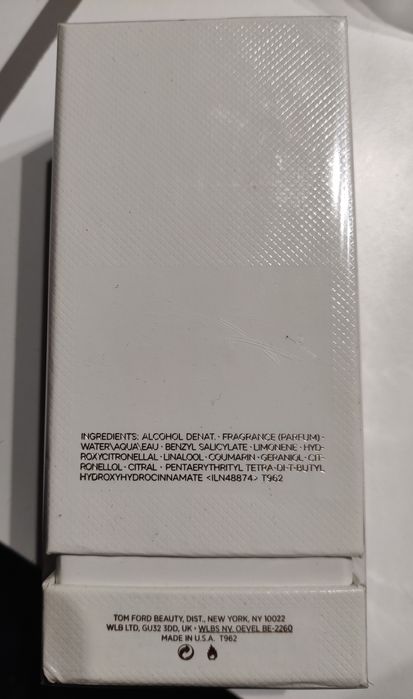 INGREDIENTS: ALCOHOL DENAT. · FRAGRANCE (PARFUM) ·
WATER\AQUA\EAU · BENZYL SALICYLATE · LIMONENE · HYD-
ROXYCITRONELLAL · LINALOOL · COUMARIN · GERANIOL · CIT-
RONELLOL · CITRAL · PENTAERYTHRITYL TETRA-DI-T-BUTYL
HYDROXYHYDROCINNAMATE <ILN48874> T962
TOM FORD BEAUTY, DIST., NEW YORK, NY 10022
WLB LTD, GU32 3DD, UK · WLBS NV. OEVEL BE-2260
MADE IN U.S.A. T962